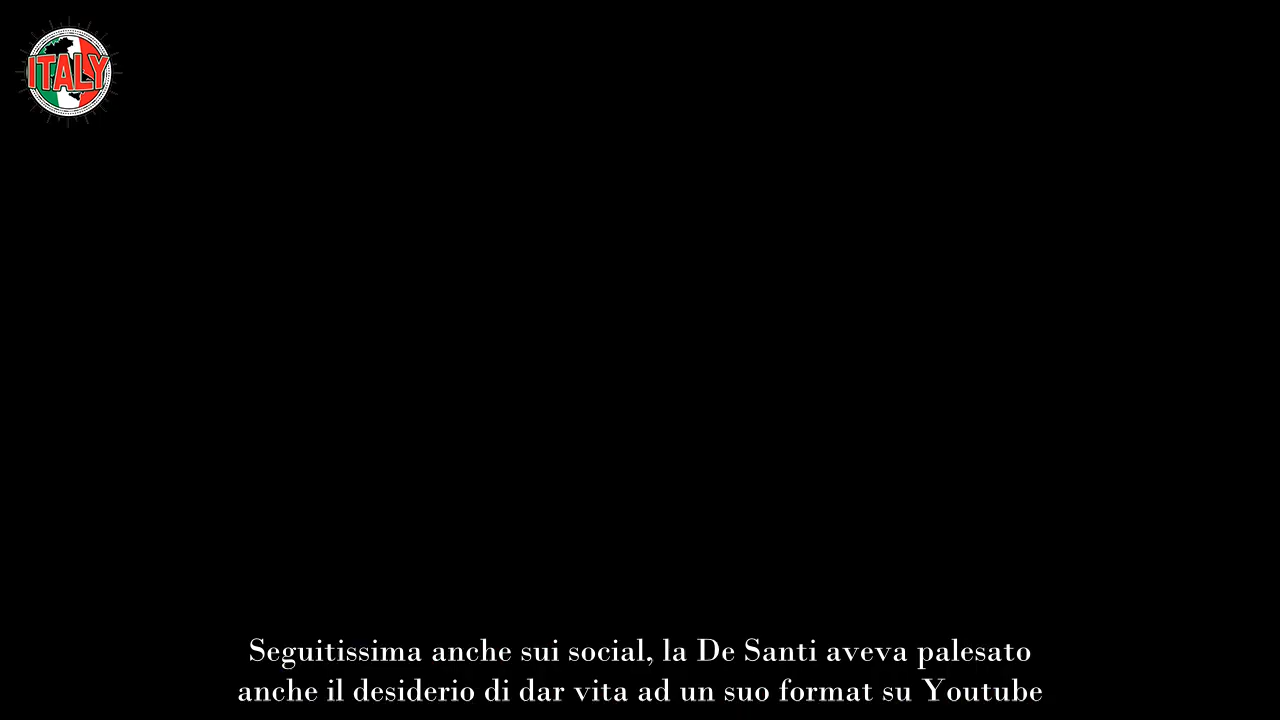 ITALY
Seguitissima anche sui social, la De Santi aveva palesato
anche il desiderio di dar vita ad un suo format su Youtube